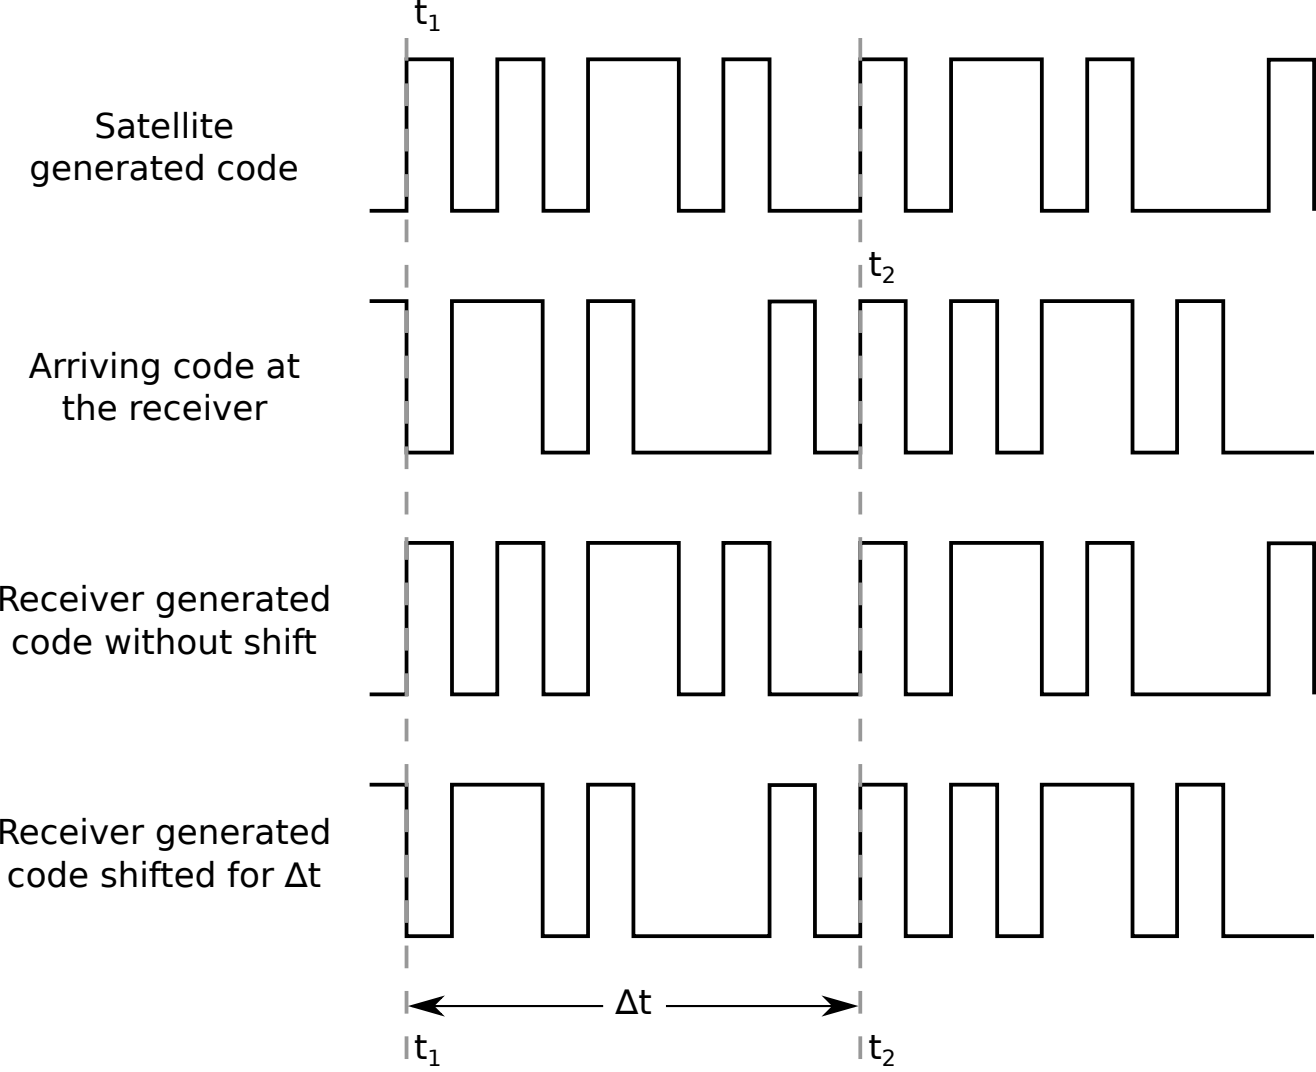 t₁
Satellite
generated code
t₂
Arriving code at
the receiver
Receiver generated
code without shift
Receiver generated
code shifted for Δt
Δt
t₁
t₂